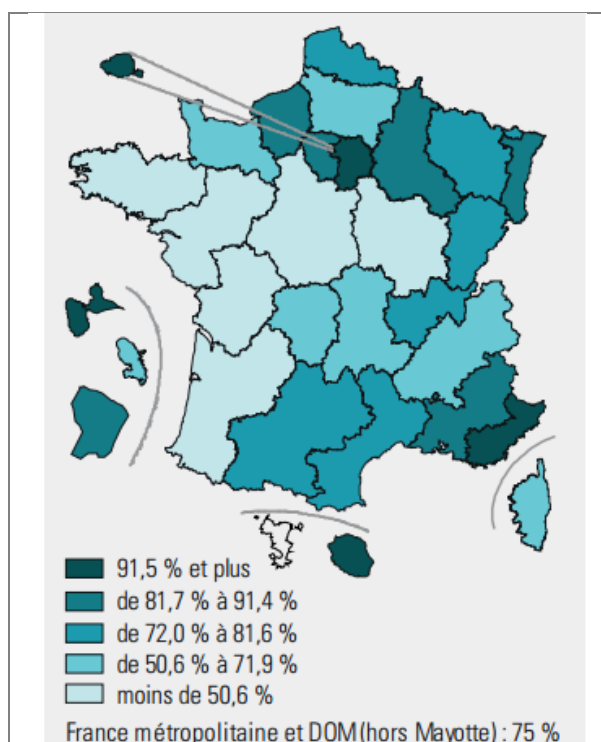 91,5 % et plus
de 81,7 % à 91,4 %
de 72,0 % à 81,6 %
de 50,6 % à 71,9 %
moins de 50,6 %
France métropolitaine et DOM (hors Mayotte) : 75 %